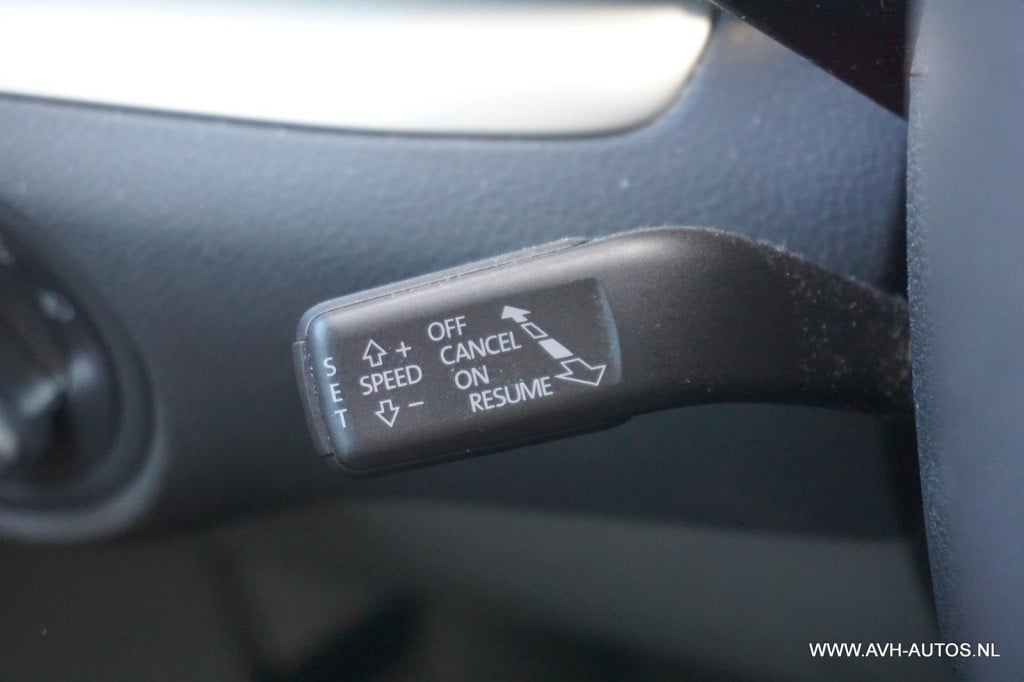 SET
+
SPEED
−
OFF
CANCEL
ON
RESUME
WWW.AVH-AUTOS.NL